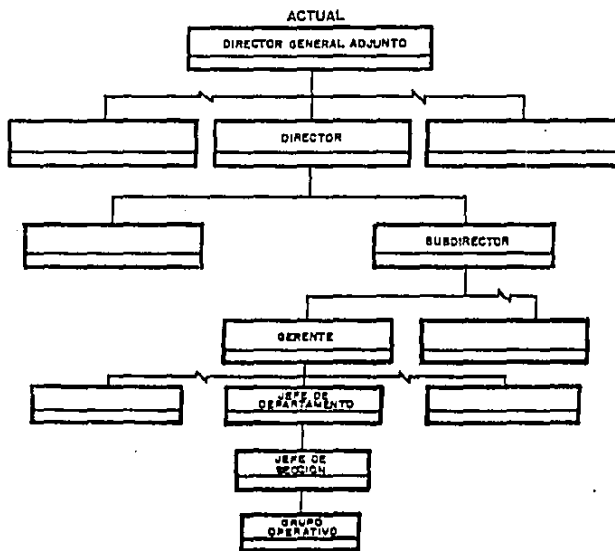 ACTUAL
DIRECTOR GENERAL ADJUNTO
DIRECTOR
SUBDIRECTOR
GERENTE
JEFE DE
DEPARTAMENTO
JEFE DE
SECCION
GRUPO
OPERATIVO